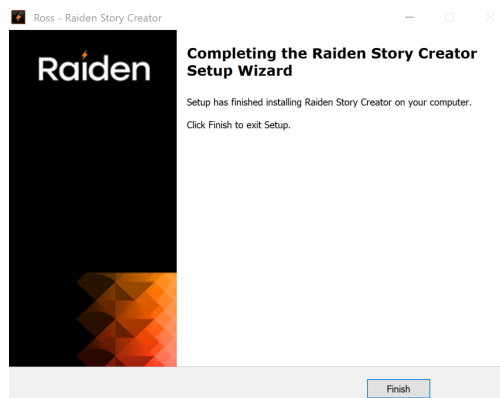 Ross - Raiden Story Creator
Raiden
Completing the Raiden Story Creator
Setup Wizard
Setup has finished installing Raiden Story Creator on your computer.
Click Finish to exit Setup.
Finish